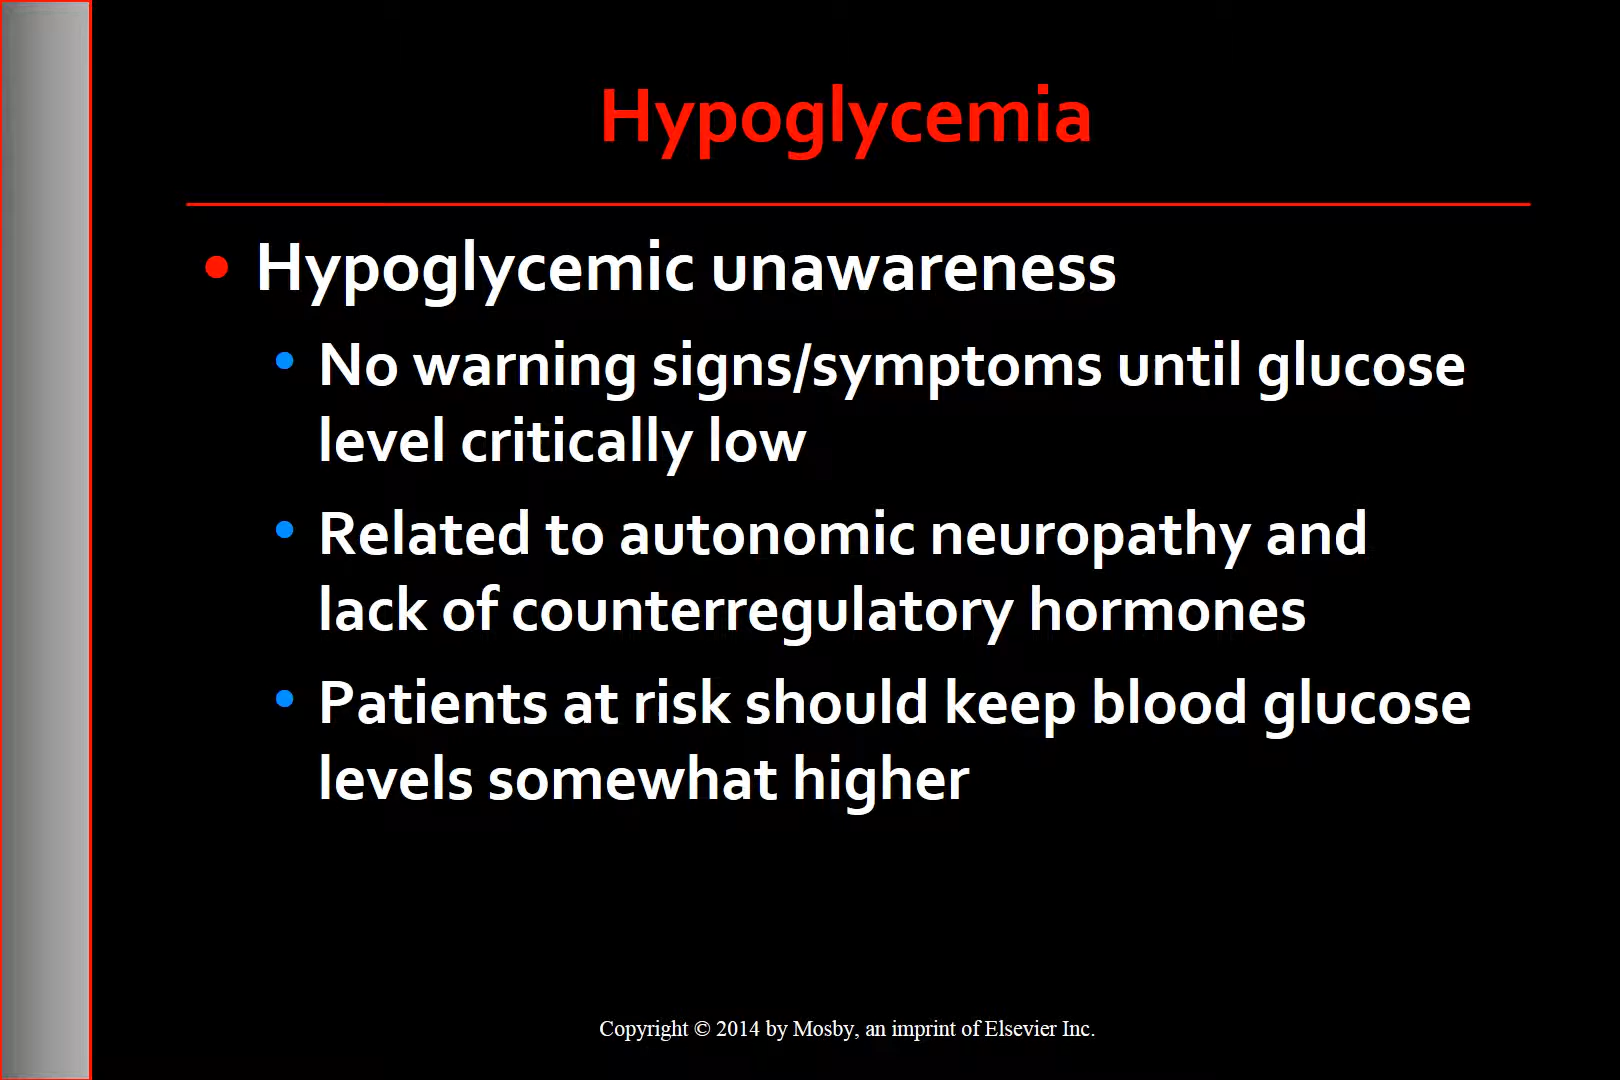 Hypoglycemia
• Hypoglycemic unawareness
• No warning signs/symptoms until glucose
level critically low
• Related to autonomic neuropathy and
lack of counterregulatory hormones
• Patients at risk should keep blood glucose
levels somewhat higher
Copyright © 2014 by Mosby, an imprint of Elsevier Inc.